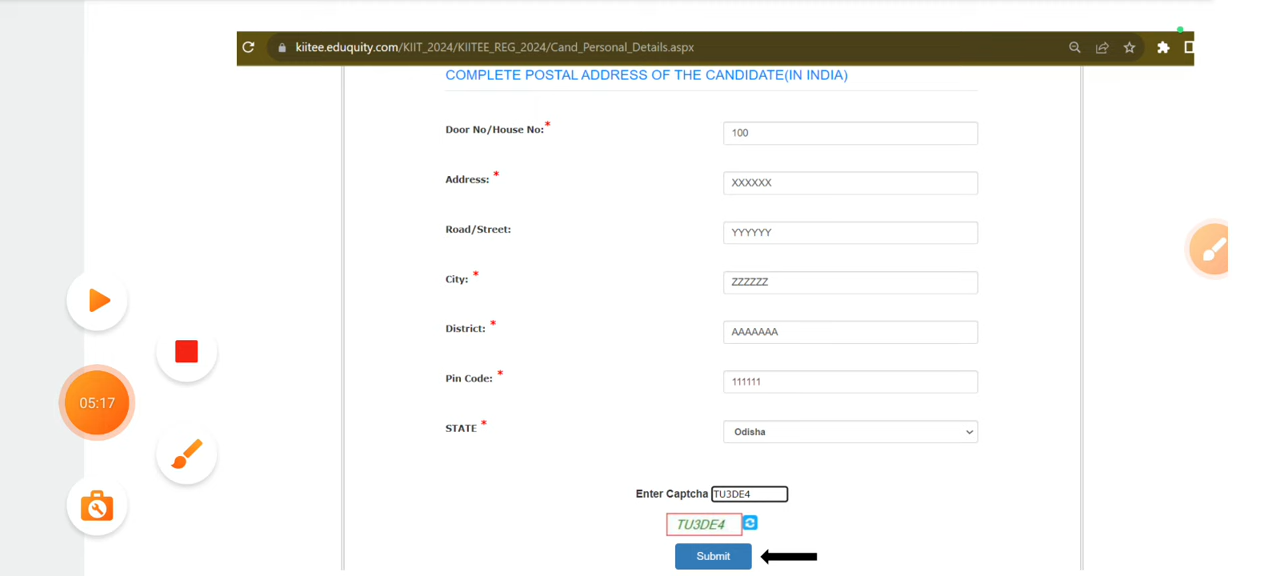 kiitee.eduquity.com/KIIT_2024/KIITEE_REG_2024/Cand_Personal_Details.aspx
COMPLETE POSTAL ADDRESS OF THE CANDIDATE(IN INDIA)
Door No/House No:* 100
Address: * XXXXXX
Road/Street: YYYYYY
City: * ZZZZZZ
District: * AAAAAAA
Pin Code: * 111111
STATE * Odisha
Enter Captcha TU3DE4
TU3DE4
Submit
05:17